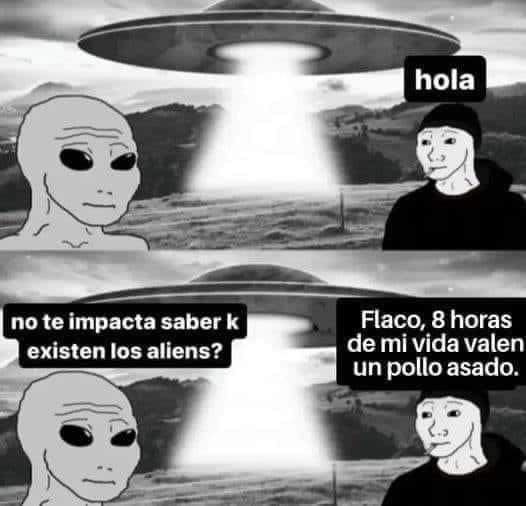 hola
no te impacta saber k
existen los aliens?
Flaco, 8 horas
de mi vida valen
un pollo asado.